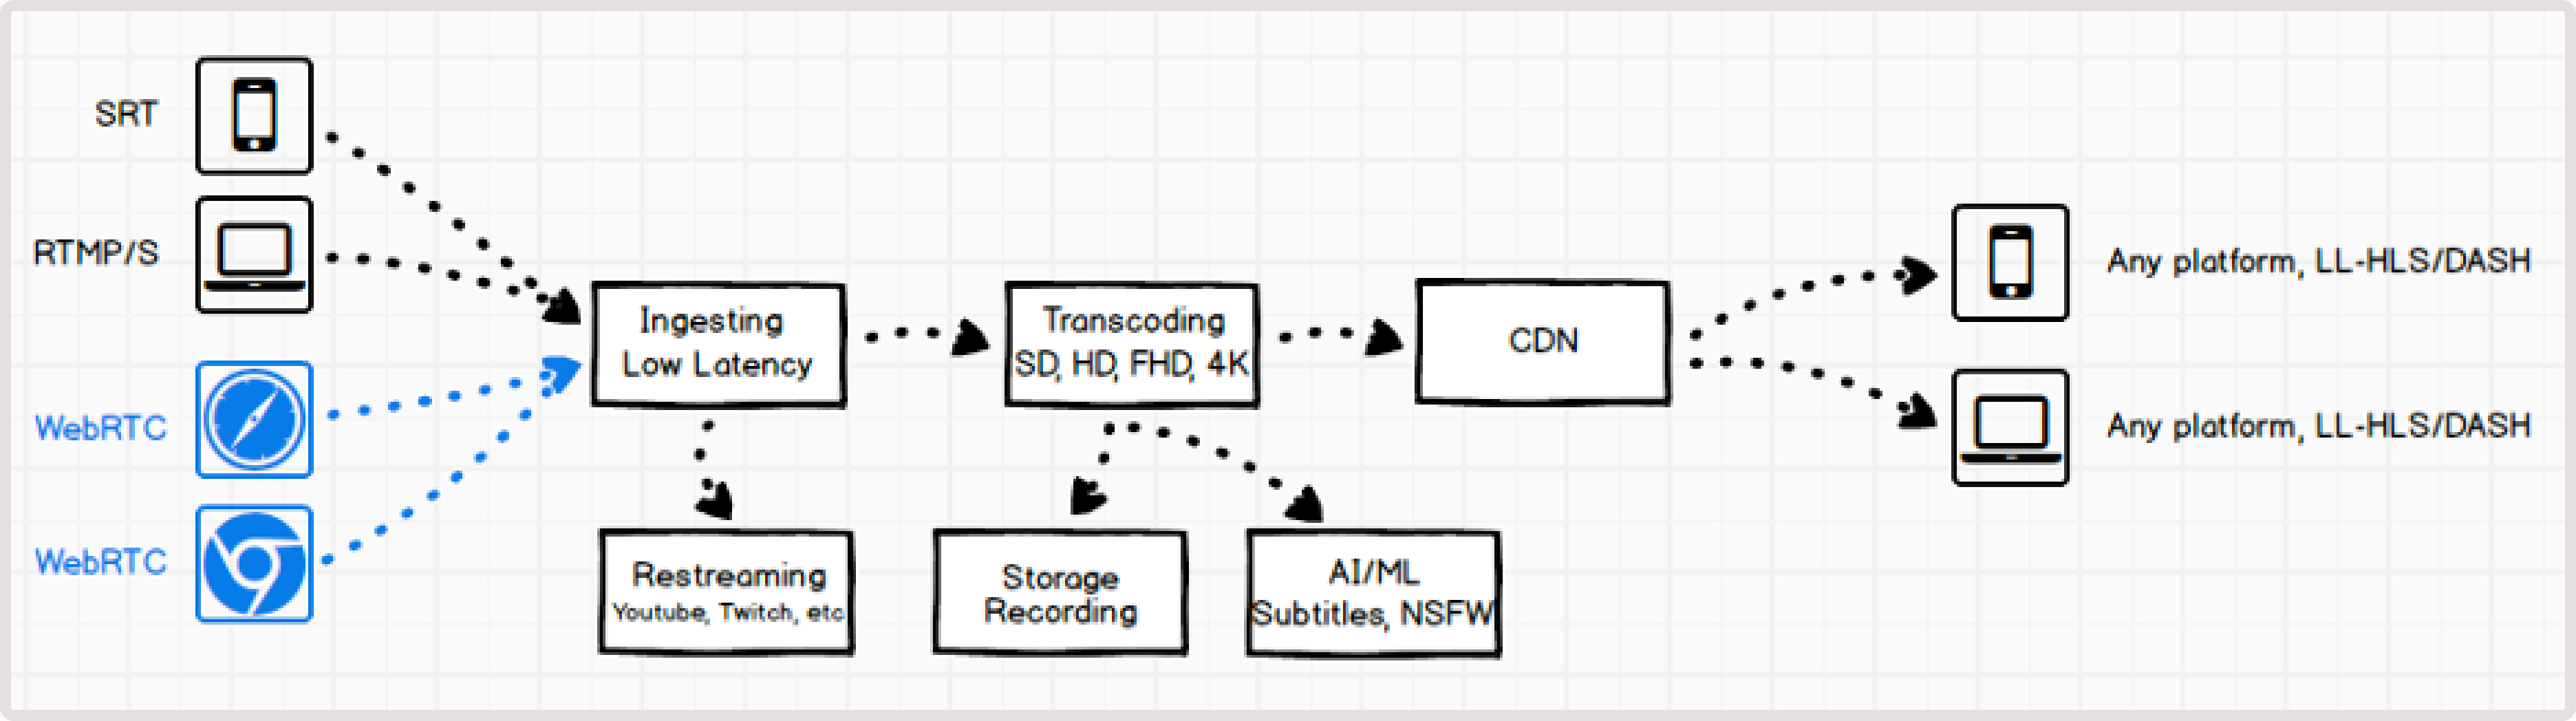 SRT
RTMP/S
WebRTC
WebRTC
Ingesting
Low Latency
Transcoding
SD, HD, FHD, 4K
CDN
Restreaming
Youtube, Twitch, etc
Storage
Recording
AI/ML
Subtitles, NSFW
Any platform, LL-HLS/DASH
Any platform, LL-HLS/DASH